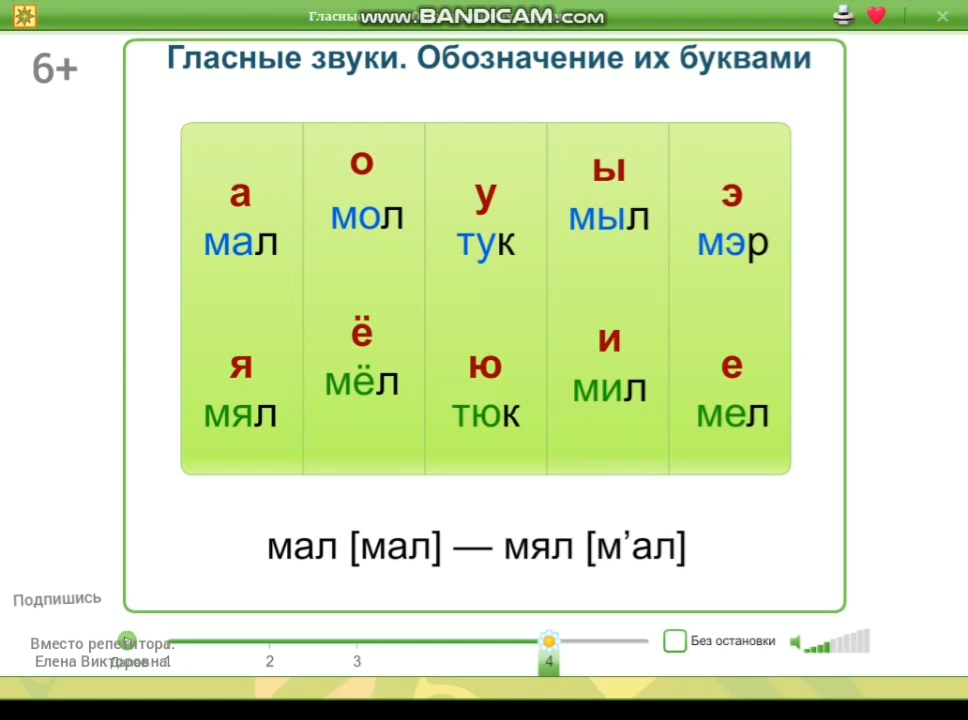 Гласны www.BANDICAM.com
6+
Гласные звуки. Обозначение их буквами
а о у ы э
мал мол тук мыл мэр
я ё ю и е
мял мёл тюк мил мел
мал [мал] — мял [м’ал]
Подпишись
Вместо репетитора.
Без остановки
Елена Викторовна
1 2 3 4